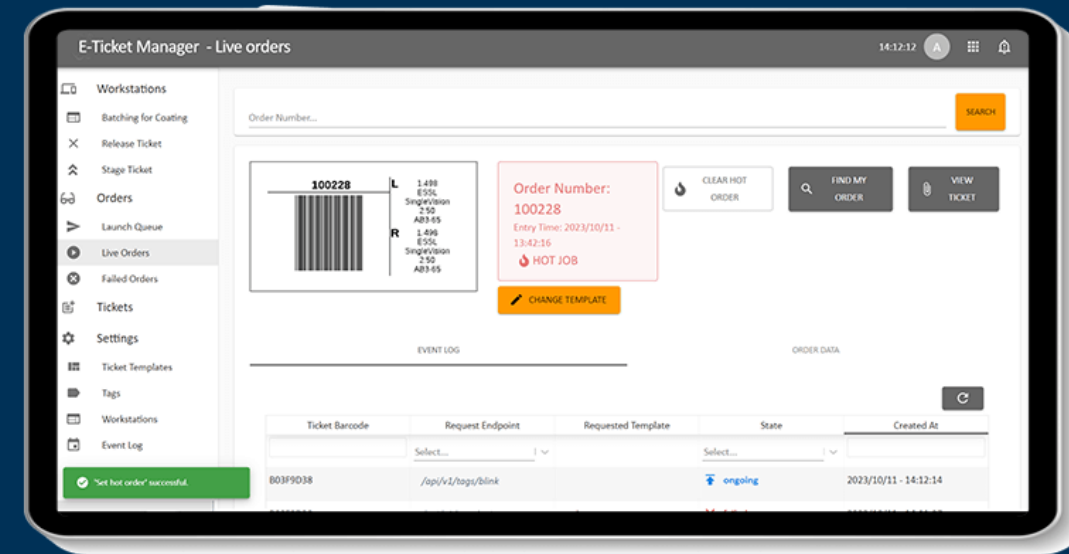 E-Ticket Manager - Live orders
14:12:12
A
Workstations
Batching for Coating
Release Ticket
Stage Ticket
Orders
Launch Queue
Live Orders
Failed Orders
Tickets
Settings
Ticket Templates
Tags
Workstations
Event Log
'Set hot order' successful.
Order Number...
SEARCH
100228
L
1.498
ESSL
SingleVision
2.50
AB3-65
R
1.496
ESSL
SingleVision
2.50
AB3-65
Order Number:
100228
Entry Time: 2023/10/11 -
13:42:16
HOT JOB
CLEAR HOT
ORDER
FIND MY
ORDER
VIEW
TICKET
CHANGE TEMPLATE
EVENT LOG
ORDER DATA
Ticket Barcode Request Endpoint Requested Template State Created At
Select... Select...
B03F9D38 /api/v1/tags/blink ongoing 2023/10/11 - 14:12:14